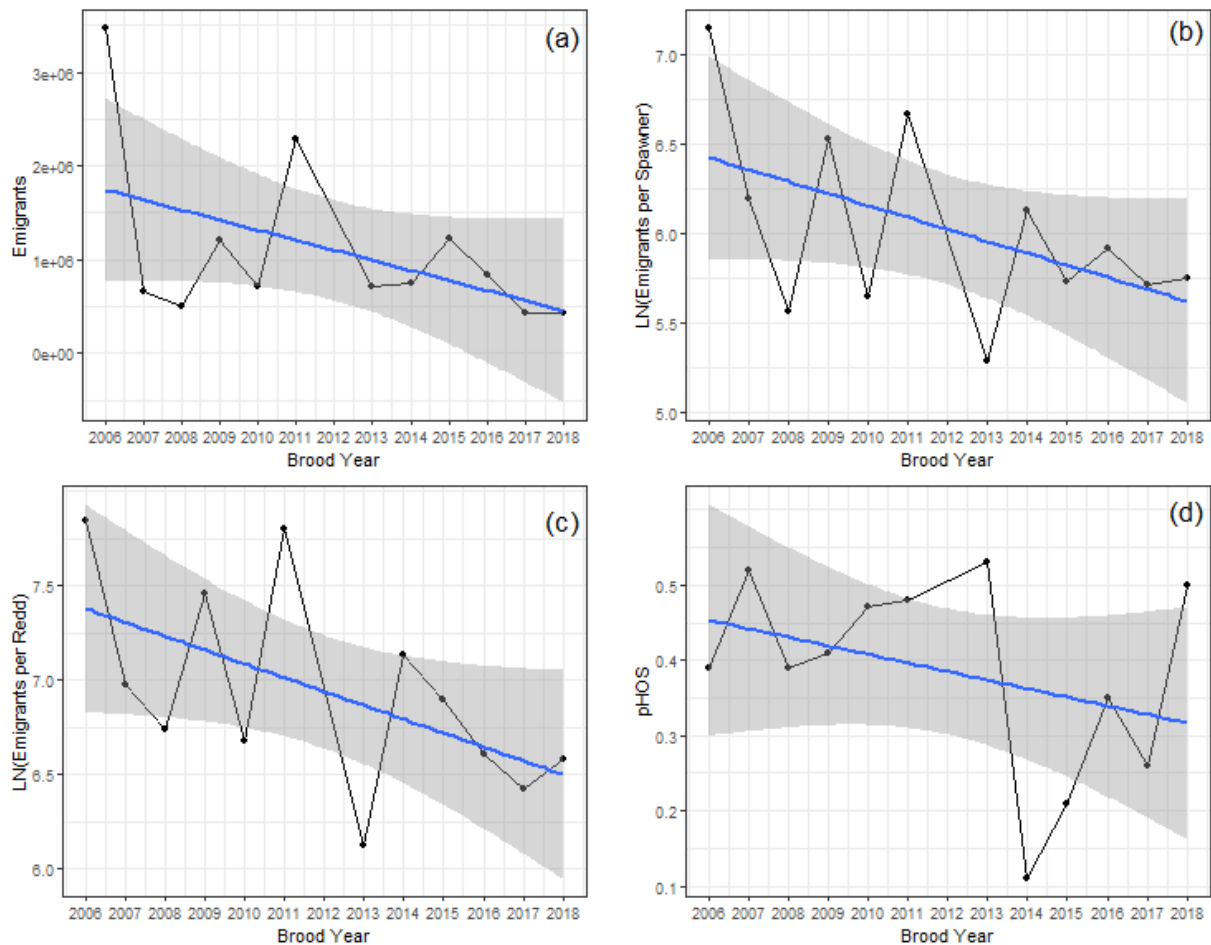 (a)
Emigrants
3e+06
2e+06
1e+06
0e+00
2006 2007 2008 2009 2010 2011 2012 2013 2014 2015 2016 2017 2018
Brood Year
(b)
LN(Emigrants per Spawner)
7.0
6.5
6.0
5.5
5.0
2006 2007 2008 2009 2010 2011 2012 2013 2014 2015 2016 2017 2018
Brood Year
(c)
LN(Emigrants per Redd)
7.5
7.0
6.5
6.0
2006 2007 2008 2009 2010 2011 2012 2013 2014 2015 2016 2017 2018
Brood Year
(d)
pHOS
0.5
0.4
0.3
0.2
0.1
2006 2007 2008 2009 2010 2011 2012 2013 2014 2015 2016 2017 2018
Brood Year